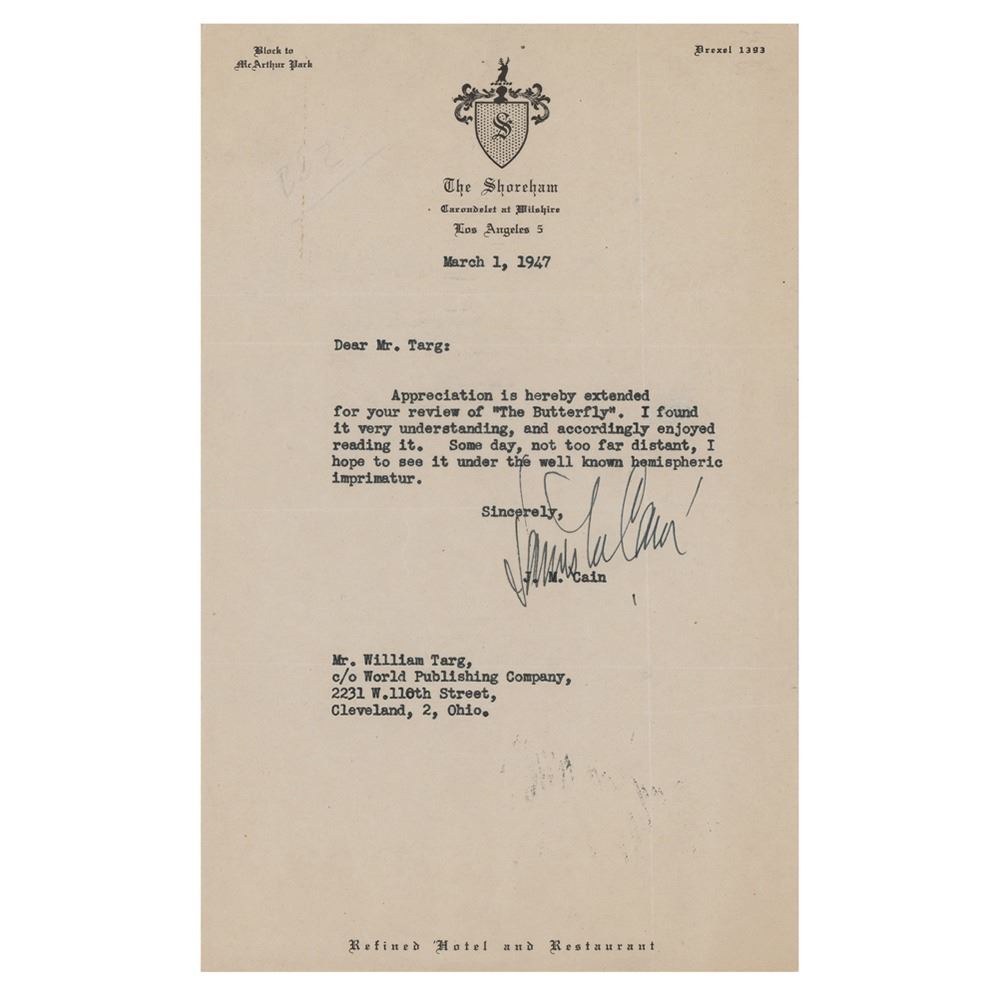 Block to
McArthur Park
Drexel 1393
S
The Shoreham
Carondelet at Wilshire
Los Angeles 5
March 1, 1947
Dear Mr. Targ:
Appreciation is hereby extended
for your review of "The Butterfly". I found
it very understanding, and accordingly enjoyed
reading it. Some day, not too far distant, I
hope to see it under the well known hemispheric
imprimatur.
Sincerely,
James M Cain
J. M. Cain
Mr. William Targ,
c/o World Publishing Company,
2231 W.110th Street,
Cleveland, 2, Ohio.
Refined Hotel and Restaurant